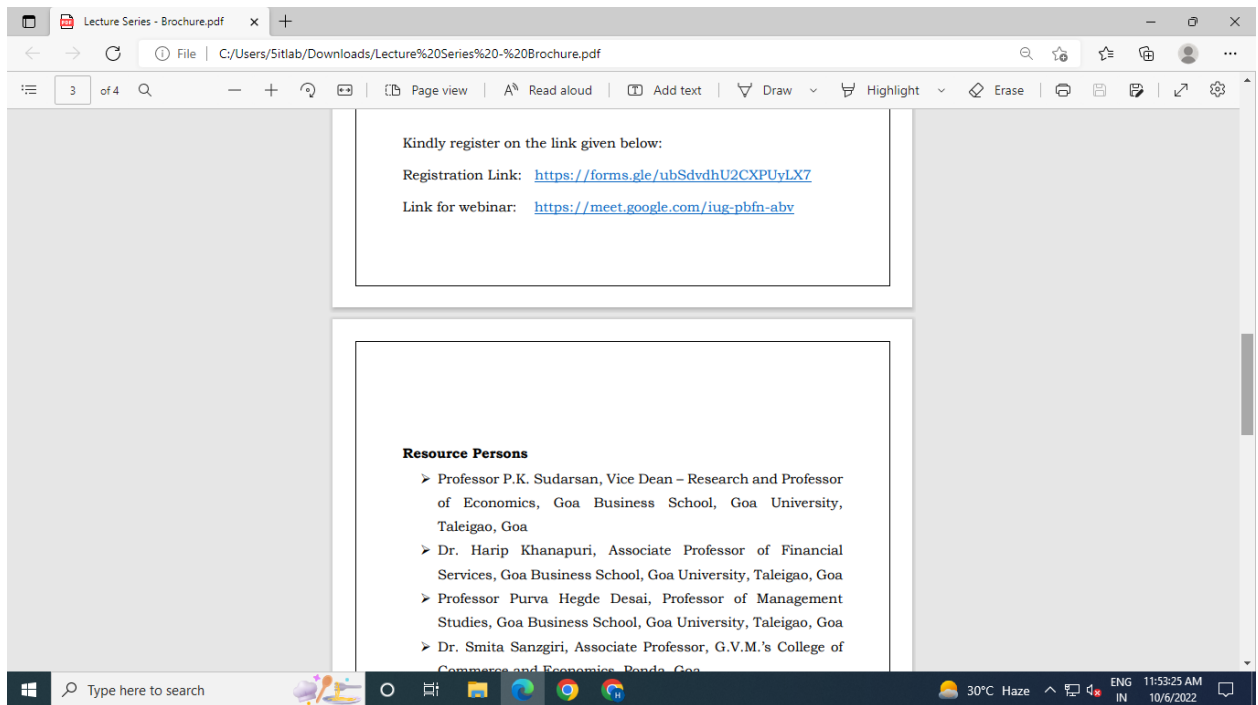 Lecture Series - Brochure.pdf
File | C:/Users/5itlab/Downloads/Lecture%20Series%20-%20Brochure.pdf
3 of 4 Page view Read aloud Add text Draw Highlight Erase
Kindly register on the link given below:
Registration Link: https://forms.gle/ubSdvdhU2CXPUyLX7
Link for webinar: https://meet.google.com/iug-pbfn-abv
Resource Persons
➢ Professor P.K. Sudarsan, Vice Dean – Research and Professor
of Economics, Goa Business School, Goa University,
Taleigao, Goa
➢ Dr. Harip Khanapuri, Associate Professor of Financial
Services, Goa Business School, Goa University, Taleigao, Goa
➢ Professor Purva Hegde Desai, Professor of Management
Studies, Goa Business School, Goa University, Taleigao, Goa
➢ Dr. Smita Sanzgiri, Associate Professor, G.V.M.'s College of
Commerce and Economics, Ponda, Goa
Type here to search
30°C Haze
ENG
IN
11:53:25 AM
10/6/2022